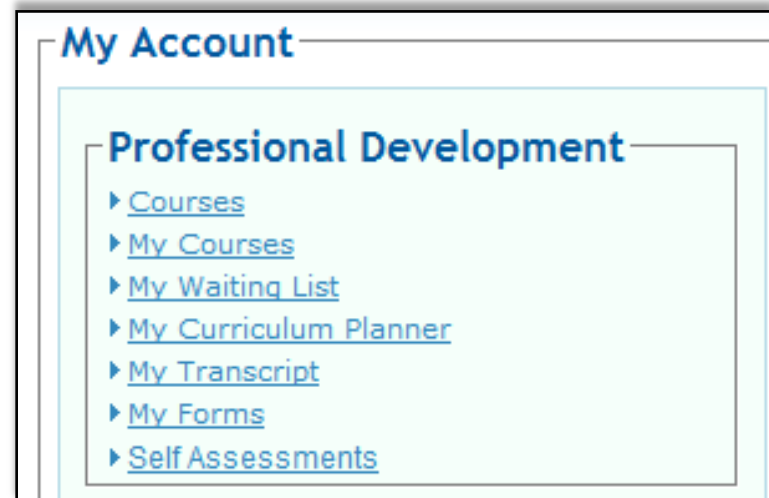 My Account
Professional Development
Courses
My Courses
My Waiting List
My Curriculum Planner
My Transcript
My Forms
Self Assessments